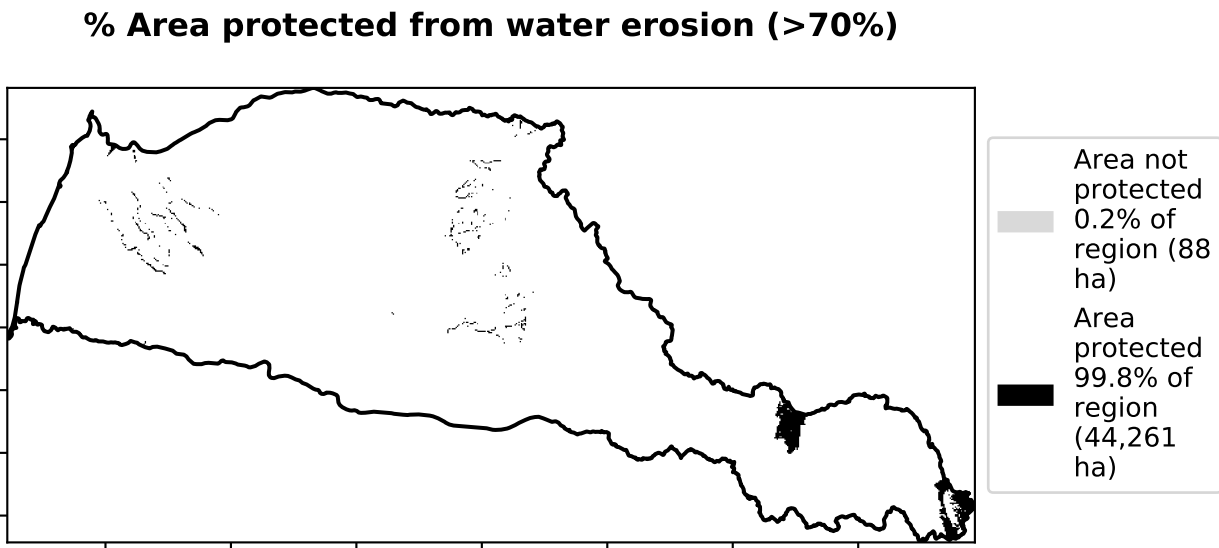 % Area protected from water erosion (>70%)
Area not
protected
0.2% of
region (88
ha)
Area
protected
99.8% of
region
(44,261
ha)